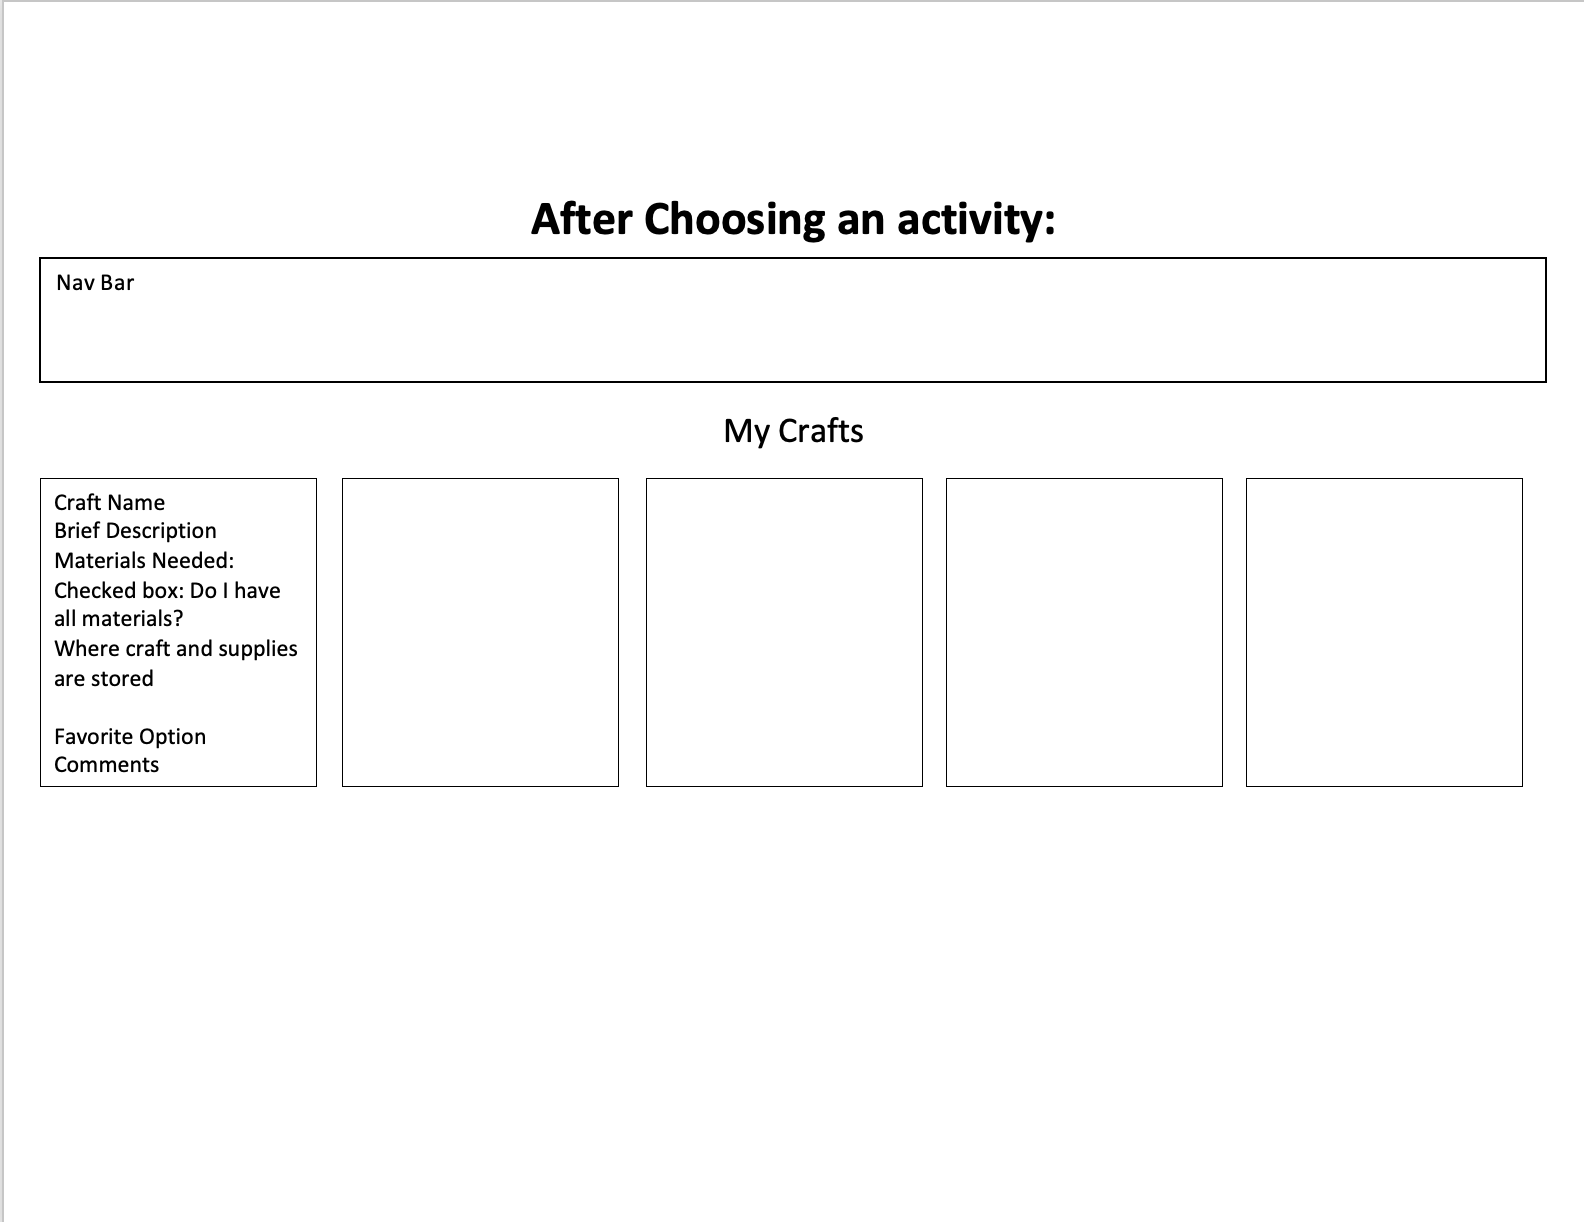 After Choosing an activity:
Nav Bar
My Crafts
Craft Name
Brief Description
Materials Needed:
Checked box: Do I have
all materials?
Where craft and supplies
are stored
Favorite Option
Comments